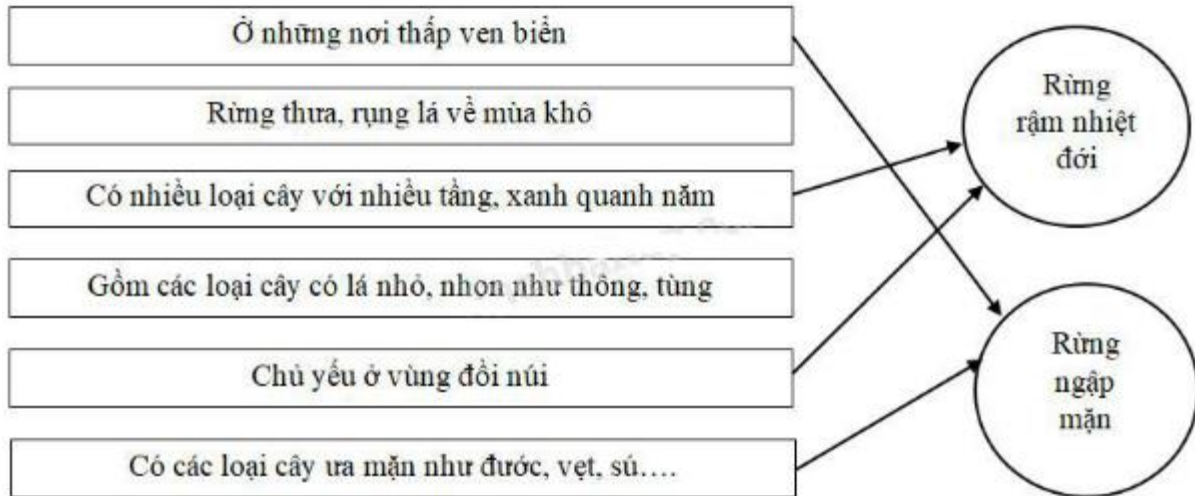 Ở những nơi thấp ven biển
Rừng thưa, rụng lá về mùa khô
Có nhiều loại cây với nhiều tầng, xanh quanh năm
Gồm các loại cây có lá nhỏ, nhọn như thông, tùng
Chủ yếu ở vùng đồi núi
Có các loại cây ưa mặn như đước, vẹt, sú….
Rừng
rậm nhiệt
đới
Rừng
ngập
mặn